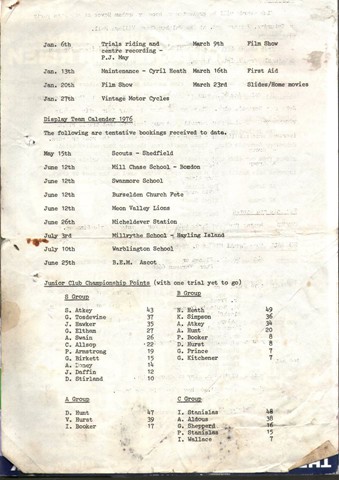 Jan. 6th Trials riding and March 9th Film Show
centre recording -
P.J. May
Jan. 13th Maintenance - Cyril Heath March 16th First Aid
Jan. 20th Film Show March 23rd Slides/Home movies
Jan. 27th Vintage Motor Cycles
Display Team Calender 1976
The following are tentative bookings received to data.
May 15th Scouts - Shedfield
June 12th Mill Chase School - Bordon
June 12th Swanmore School
June 12th Bursledon Church Fete
June 12th Meon Valley Lions
June 26th Micheldever Station
July 3rd Millrythe School - Hayling Island
July 10th Warblington School
June 25th B.E.M. Ascot
Junior Club Championship Points (with one trial yet to go)
S Group
S. Atkey 43
G. Tostevine 37
J. Hawker 35
C. Eltham 27
A. Swain 26
C. Allsop 22
P. Armstrong 19
G. Birkett 15
A. 14
J. Daffin 12
D. Stirland 10
B Group
N. Heath 49
K. Simpson 36
A. Atkey 34
A. Hunt 20
P. Booker 8
D. Hurst 8
G. Prince 7
G. Kitchener 7
A Group
D. Hunt 47
V. Hurst 39
I. Booker 17
C Group
I. Stanislas 48
A. Aldous 38
G. Shepperd 16
P. Stanislas 15
I. Wallace 7